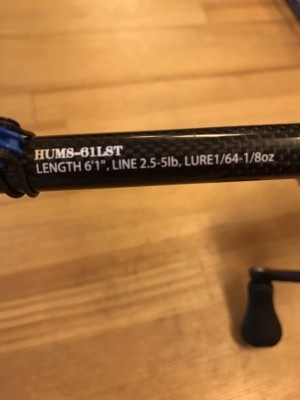 HUMS-61LST
LENGTH 6'1", LINE 2.5-5lb, LURE1/64-1/8oz